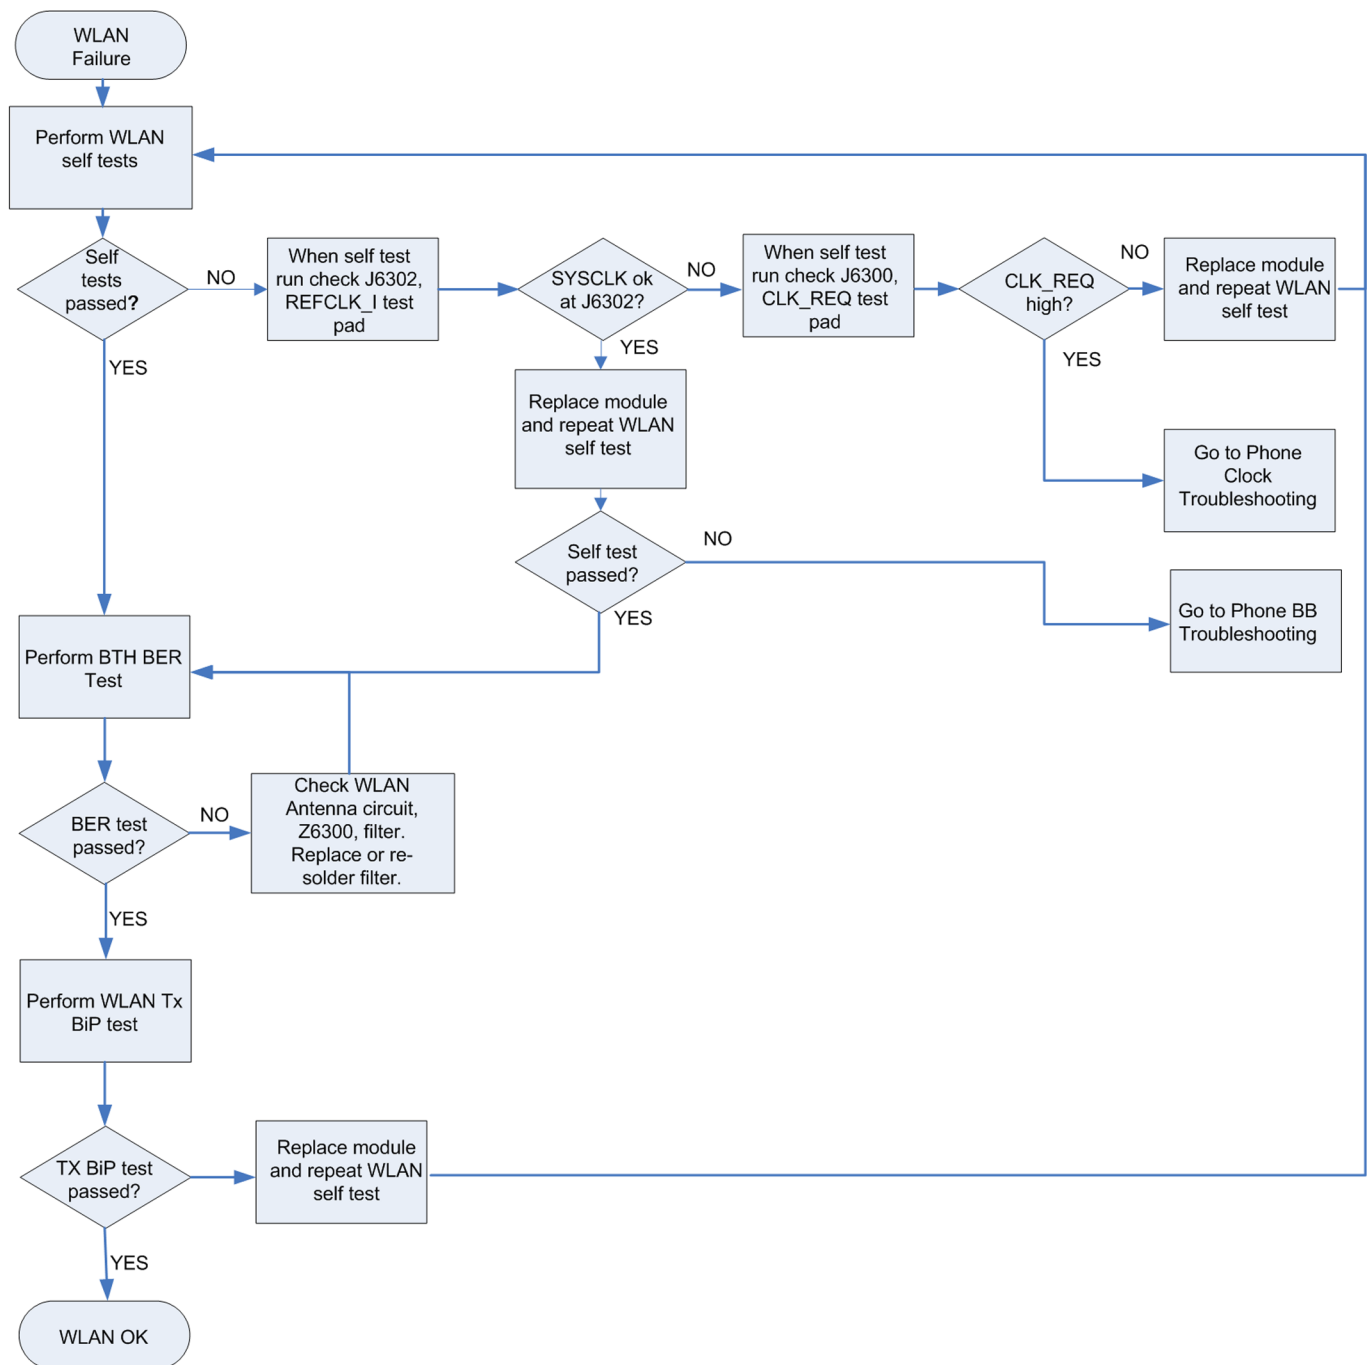 WLAN
Failure
Perform WLAN
self tests
Self
tests
passed?
NO
When self test
run check J6302,
REFCLK_I test
pad
SYSCLK ok
at J6302?
NO
When self test
run check J6300,
CLK_REQ test
pad
CLK_REQ
high?
NO
Replace module
and repeat WLAN
self test
YES
YES
YES
Replace module
and repeat WLAN
self test
Go to Phone
Clock
Troubleshooting
Self test
passed?
NO
YES
Go to Phone BB
Troubleshooting
Perform BTH BER
Test
BER test
passed?
NO
Check WLAN
Antenna circuit,
Z6300, filter.
Replace or re-
solder filter.
YES
Perform WLAN Tx
BiP test
TX BiP test
passed?
Replace module
and repeat WLAN
self test
YES
WLAN OK